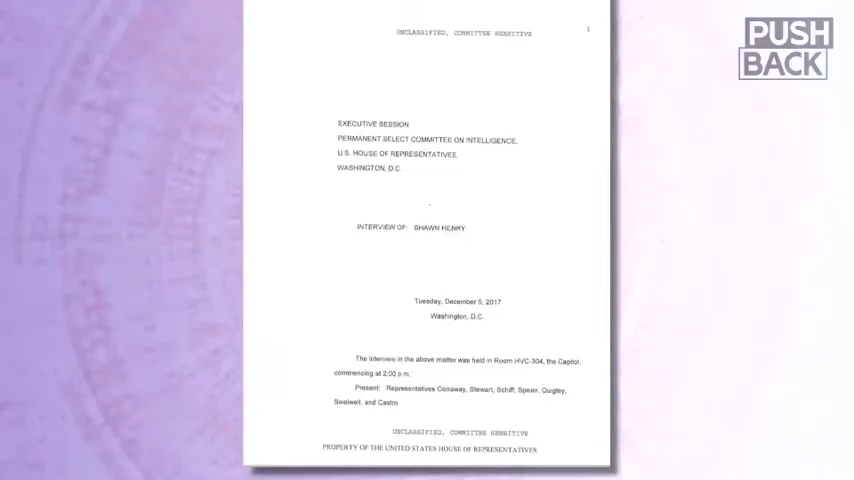 UNCLASSIFIED, COMMITTEE SENSITIVE
1
PUSH
BACK
EXECUTIVE SESSION
PERMANENT SELECT COMMITTEE ON INTELLIGENCE,
U.S. HOUSE OF REPRESENTATIVES,
WASHINGTON, D.C.
INTERVIEW OF: SHAWN HENRY
Tuesday, December 5, 2017
Washington, D.C.
The interview in the above matter was held in Room HVC-304, the Capitol,
commencing at 2:00 p.m.
Present: Representatives Conaway, Stewart, Schiff, Speier, Quigley,
Swalwell, and Castro
UNCLASSIFIED, COMMITTEE SENSITIVE
PROPERTY OF THE UNITED STATES HOUSE OF REPRESENTATIVES